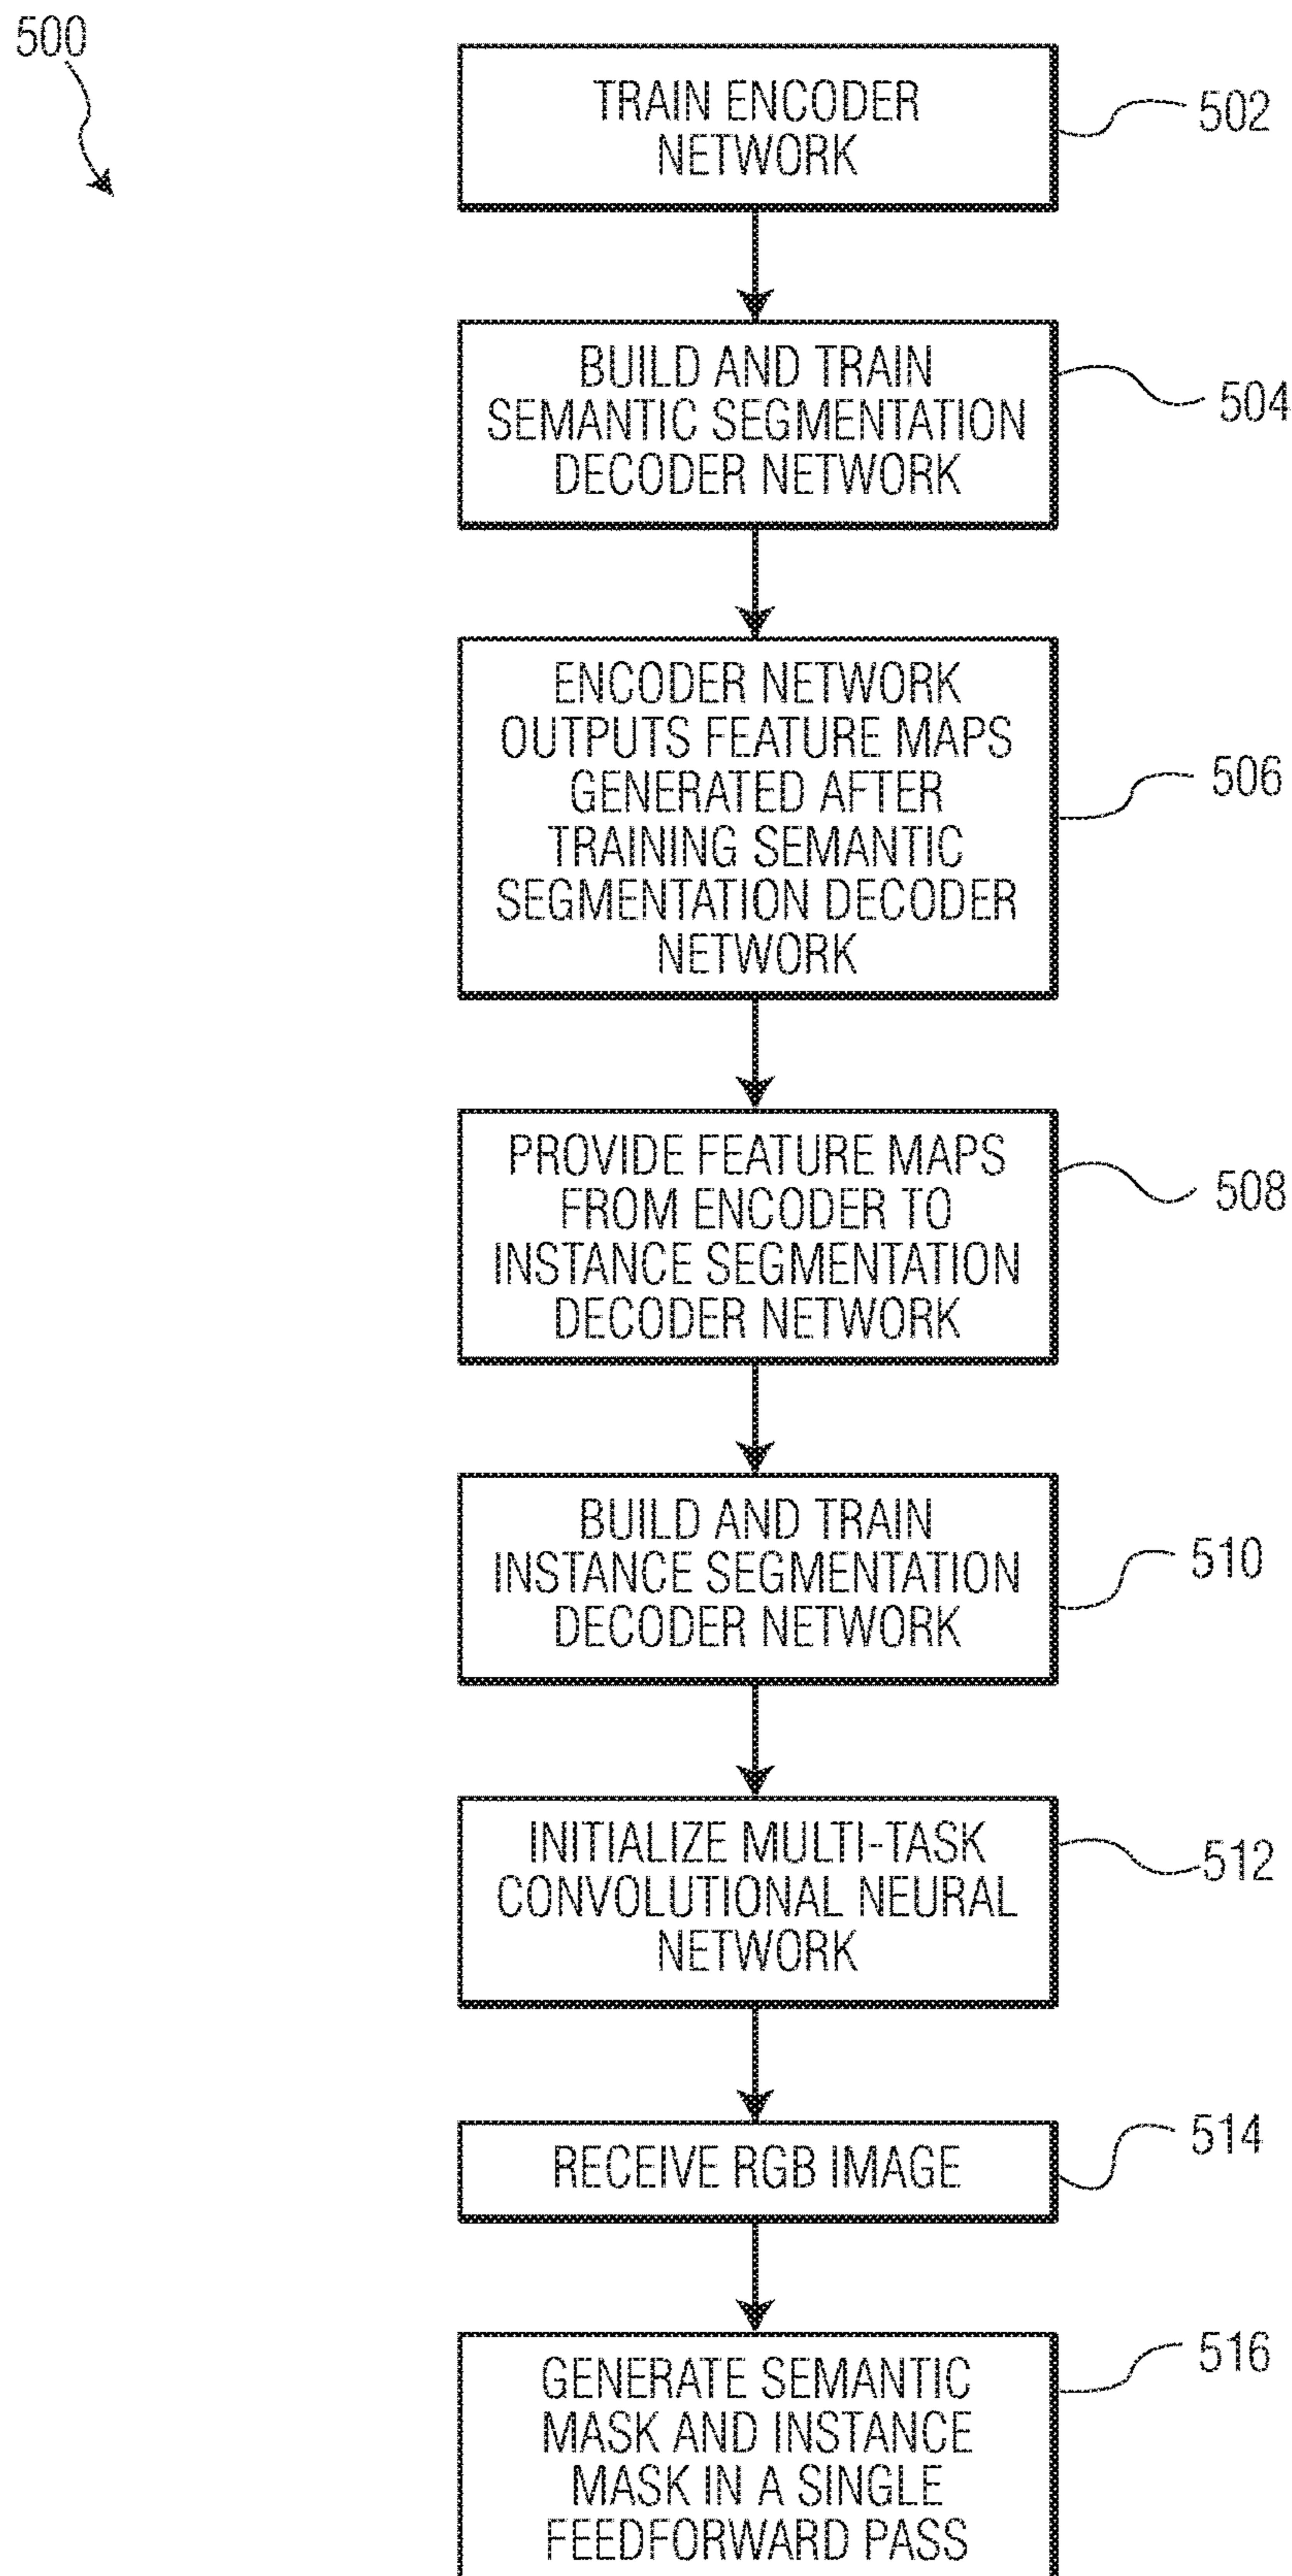 500
TRAIN ENCODER
NETWORK
502
BUILD AND TRAIN
SEMANTIC SEGMENTATION
DECODER NETWORK
504
ENCODER NETWORK
OUTPUTS FEATURE MAPS
GENERATED AFTER
TRAINING SEMANTIC
SEGMENTATION DECODER
NETWORK
506
PROVIDE FEATURE MAPS
FROM ENCODER TO
INSTANCE SEGMENTATION
DECODER NETWORK
508
BUILD AND TRAIN
INSTANCE SEGMENTATION
DECODER NETWORK
510
INITIALIZE MULTI-TASK
CONVOLUTIONAL NEURAL
NETWORK
512
RECEIVE RGB IMAGE
514
GENERATE SEMANTIC
MASK AND INSTANCE
MASK IN A SINGLE
FEEDFORWARD PASS
516